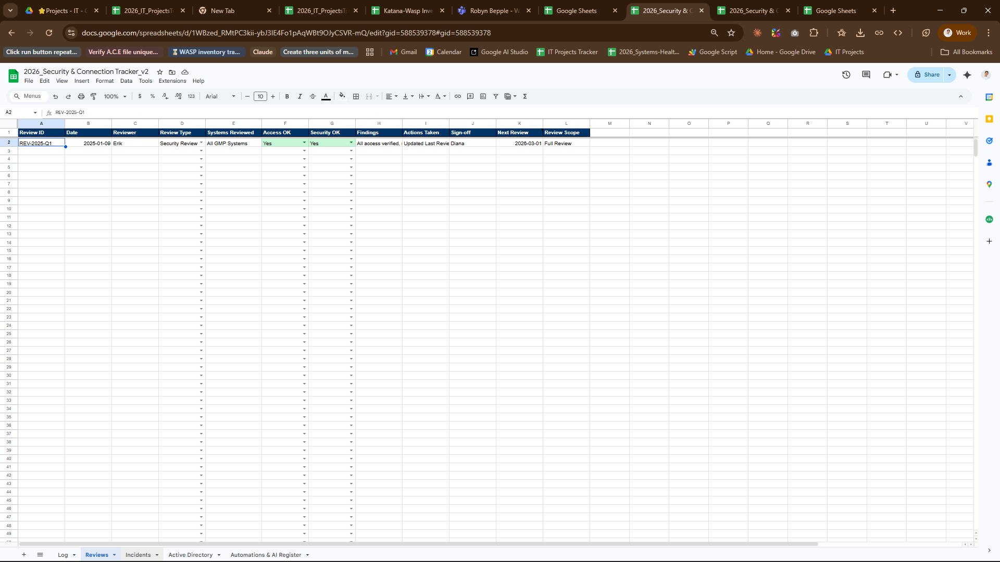 Projects - IT - G
2026_IT_ProjectsT
New Tab
2026_IT_ProjectsT
Katana-Wasp Inve
Robyn Bepple - W
Google Sheets
2026_Security & C
2026_Security & C
Google Sheets
docs.google.com/spreadsheets/d/1WBzed_RMtPC3kii-ybJ3lE4Fo1pAqWBt9OJyCSVR-mQ/edit?gid=588539378#gid=588539378
Work
Click run button repeat...
Verify A.C.E file unique...
WASP inventory tra...
Claude
Create three units of m...
Gmail
Calendar
Google AI Studio
IT Projects Tracker
2026_Systems-Healt...
Google Script
Home - Google Drive
IT Projects
All Bookmarks
2026_Security & Connection Tracker_v2
File Edit View Insert Format Data Tools Extensions Help
Share
Menus 100% $ % .0 .00 123 Arial 10 B I S A
A2 fx REV-2025-Q1
A B C D E F G H I J K L M N O P Q R S T U V
1 Review ID Date Reviewer Review Type Systems Reviewed Access OK Security OK Findings Actions Taken Sign-off Next Review Review Scope
2 REV-2025-Q1 2025-01-09 Erik Security Review All GMP Systems Yes Yes All access verified, Updated Last Revie Diana 2026-03-01 Full Review
3
4
5
6
7
8
9
10
11
12
13
14
15
16
17
18
19
20
21
22
23
24
25
26
27
28
29
30
31
32
33
34
35
36
37
38
39
40
41
42
43
44
45
46
47
48
49
Log Reviews Incidents Active Directory Automations & AI Register